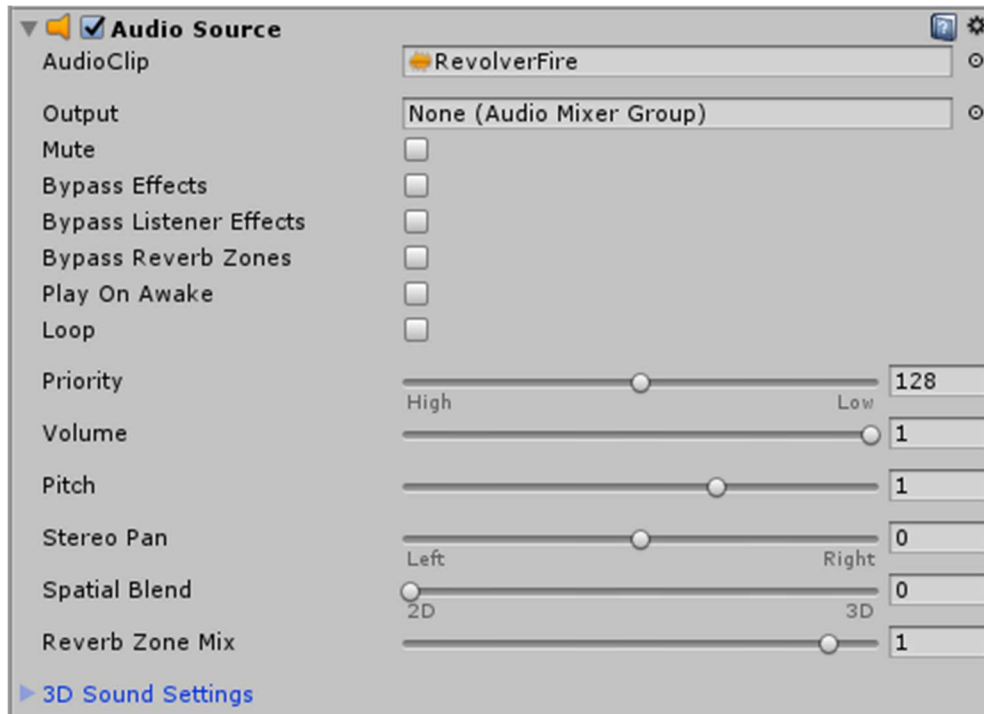 Audio Source
AudioClip RevolverFire
Output None (Audio Mixer Group)
Mute
Bypass Effects
Bypass Listener Effects
Bypass Reverb Zones
Play On Awake
Loop
Priority 128
High Low
Volume 1
Pitch 1
Stereo Pan 0
Left Right
Spatial Blend 0
2D 3D
Reverb Zone Mix 1
3D Sound Settings